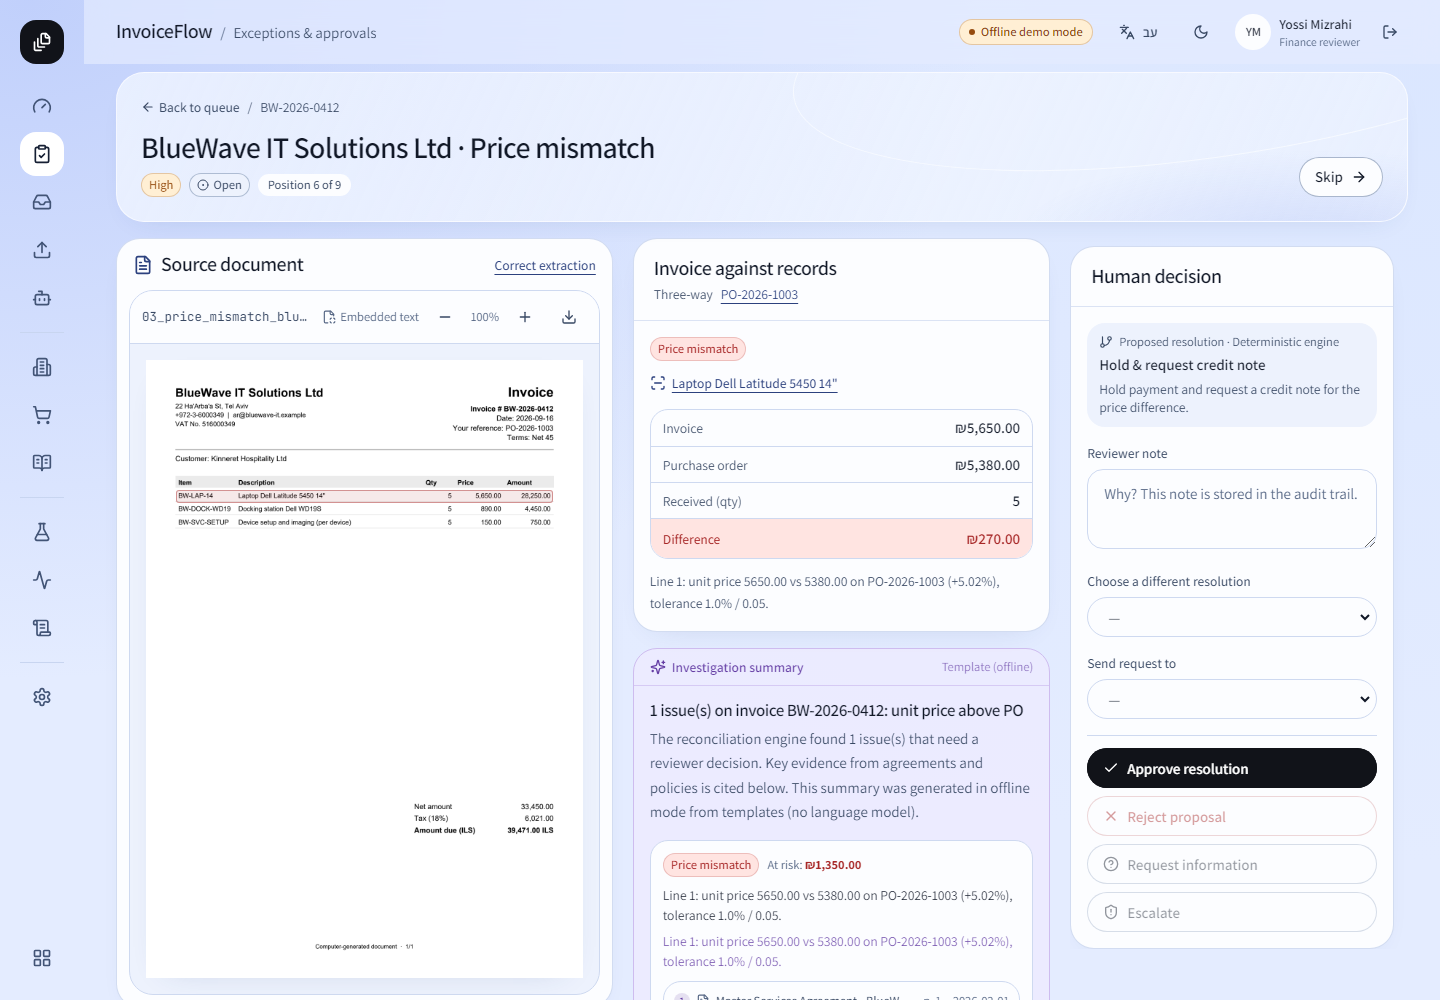 InvoiceFlow / Exceptions & approvals
Offline demo mode
עב
YM
Yossi Mizrahi
Finance reviewer
Back to queue / BW-2026-0412
BlueWave IT Solutions Ltd · Price mismatch
High
Open
Position 6 of 9
Skip
Source document
Correct extraction
03_price_mismatch_blu…
Embedded text
100%
BlueWave IT Solutions Ltd
22 Ha'Arba'a St, Tel Aviv
+972-3-6000349 | ar@bluewave-it.example
VAT No. 516000349
Invoice
Invoice # BW-2026-0412
Date: 2026-09-16
Your reference: PO-2026-1003
Terms: Net 45
Customer: Kinneret Hospitality Ltd
Item Description Qty Price Amount
BW-LAP-14 Laptop Dell Latitude 5450 14" 5 5,650.00 28,250.00
BW-DOCK-WD19 Docking station Dell WD19S 5 890.00 4,450.00
BW-SVC-SETUP Device setup and imaging (per device) 5 150.00 750.00
Net amount 33,450.00
Tax (18%) 6,021.00
Amount due (ILS) 39,471.00 ILS
Computer-generated document · 1/1
Invoice against records
Three-way PO-2026-1003
Price mismatch
Laptop Dell Latitude 5450 14"
Invoice ₪5,650.00
Purchase order ₪5,380.00
Received (qty) 5
Difference ₪270.00
Line 1: unit price 5650.00 vs 5380.00 on PO-2026-1003 (+5.02%),
tolerance 1.0% / 0.05.
Investigation summary
Template (offline)
1 issue(s) on invoice BW-2026-0412: unit price above PO
The reconciliation engine found 1 issue(s) that need a
reviewer decision. Key evidence from agreements and
policies is cited below. This summary was generated in offline
mode from templates (no language model).
Price mismatch
At risk: ₪1,350.00
Line 1: unit price 5650.00 vs 5380.00 on PO-2026-1003 (+5.02%),
tolerance 1.0% / 0.05.
Line 1: unit price 5650.00 vs 5380.00 on PO-2026-1003 (+5.02%),
tolerance 1.0% / 0.05.
Human decision
Proposed resolution · Deterministic engine
Hold & request credit note
Hold payment and request a credit note for the
price difference.
Reviewer note
Why? This note is stored in the audit trail.
Choose a different resolution
—
Send request to
—
Approve resolution
Reject proposal
Request information
Escalate